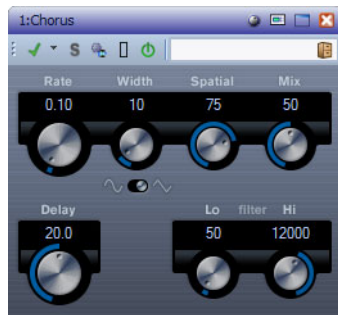 1:Chorus
S
Rate Width Spatial Mix
0.10 10 75 50
Delay Lo filter Hi
20.0 50 12000